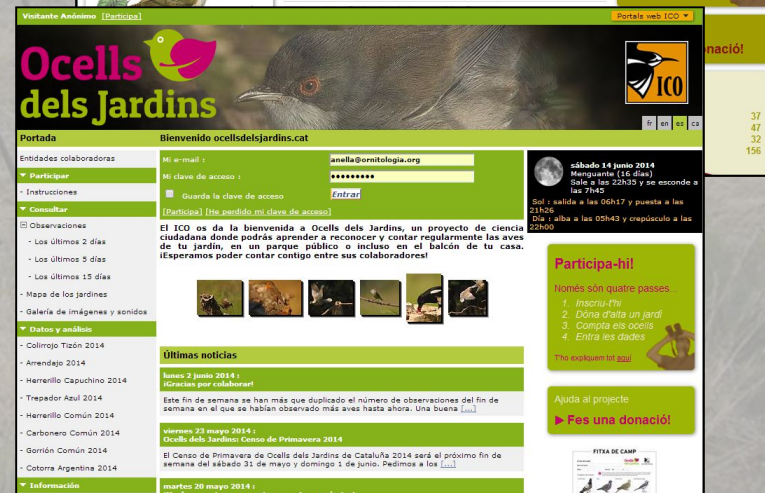 Visitante Anónimo [Participa]
Portals web ICO ▼
Ocells
dels Jardins
ICO
fr en es ca
nació!
37
47
32
156
Portada
Bienvenido ocellsdelsjardins.cat
Entidades colaboradoras
▼ Participar
- Instrucciones
▼ Consultar
Observaciones
- Los últimos 2 días
- Los últimos 5 días
- Los últimos 15 días
- Mapa de los jardines
- Galería de imágenes y sonidos
▼ Datos y análisis
- Colirrojo Tizón 2014
- Arrendajo 2014
- Herrerillo Capuchino 2014
- Trepador Azul 2014
- Herrerillo Común 2014
- Carbonero Común 2014
- Gorrión Común 2014
- Cotorra Argentina 2014
▼ Información
Mi e-mail :
anella@ornitologia.org
Mi clave de acceso :
•••••••••
Guarda la clave de acceso
Entrar
[Participa] [He perdido mi clave de acceso]
El ICO os da la bienvenida a Ocells dels Jardins, un proyecto de ciencia
ciudadana donde podrás aprender a reconocer y contar regularmente las aves
de tu jardín, en un parque público o incluso en el balcón de tu casa.
¡Esperamos poder contar contigo entre sus colaboradores!
Últimas noticias
lunes 2 junio 2014 :
¡Gracias por colaborar!
Este fin de semana se han más que duplicado el número de observaciones del fin de
semana en el que se habían observado más aves hasta ahora. Una buena [...]
viernes 23 mayo 2014 :
Ocells dels Jardins: Censo de Primavera 2014
El Censo de Primavera de Ocells dels Jardins de Cataluña 2014 será el próximo fin de
semana del sábado 31 de mayo y domingo 1 de junio. Pedimos a los [...]
martes 20 mayo 2014 :
sábado 14 junio 2014
Menguante (16 días)
Sale a las 22h35 y se esconde a
las 7h45
Sol : salida a las 06h17 y puesta a las
21h26
Día : alba a las 05h43 y crepúsculo a las
22h00
Participa-hi!
Només són quatre passes...
1. Inscriu-t'hi
2. Dóna d'alta un jardí
3. Compta els ocells
4. Entra les dades
T'ho expliquem tot aquí
Ajuda al projecte
▶ Fes una donació!
FITXA DE CAMP